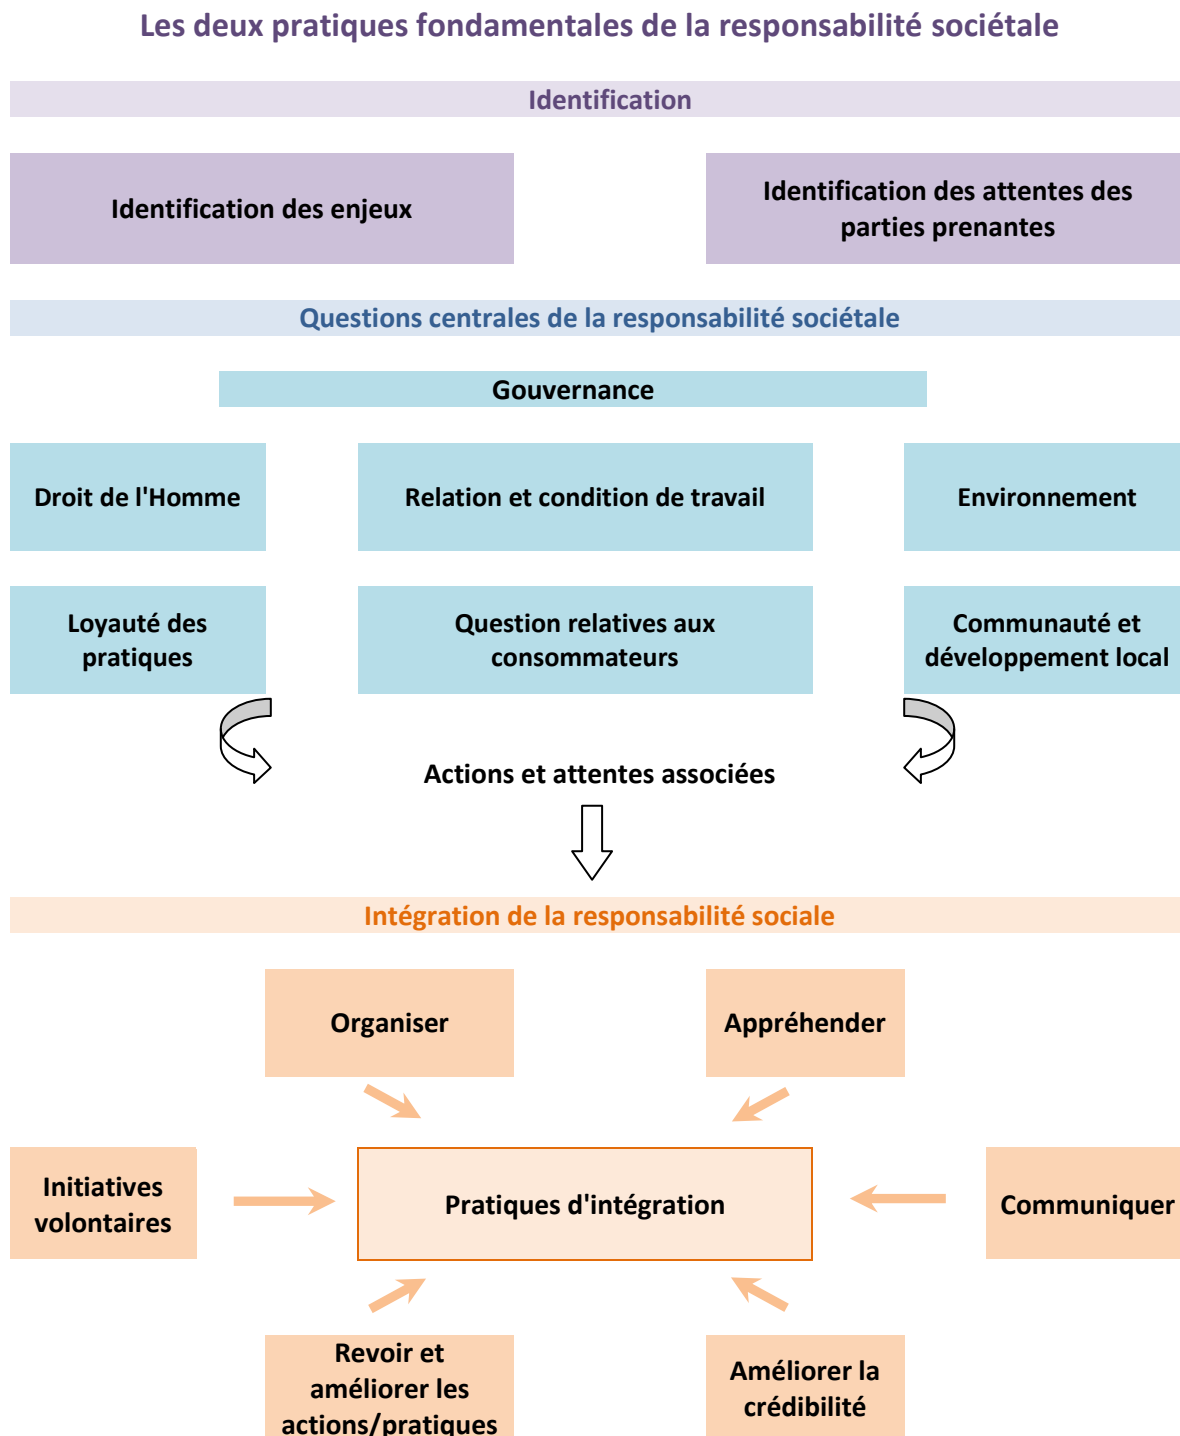 Les deux pratiques fondamentales de la responsabilité sociétale
Identification
Identification des enjeux
Identification des attentes des
parties prenantes
Questions centrales de la responsabilité sociétale
Gouvernance
Droit de l'Homme
Relation et condition de travail
Environnement
Loyauté des
pratiques
Question relatives aux
consommateurs
Communauté et
développement local
Actions et attentes associées
Intégration de la responsabilité sociale
Organiser
Appréhender
Initiatives
volontaires
Pratiques d'intégration
Communiquer
Revoir et
améliorer les
actions/pratiques
Améliorer la
crédibilité